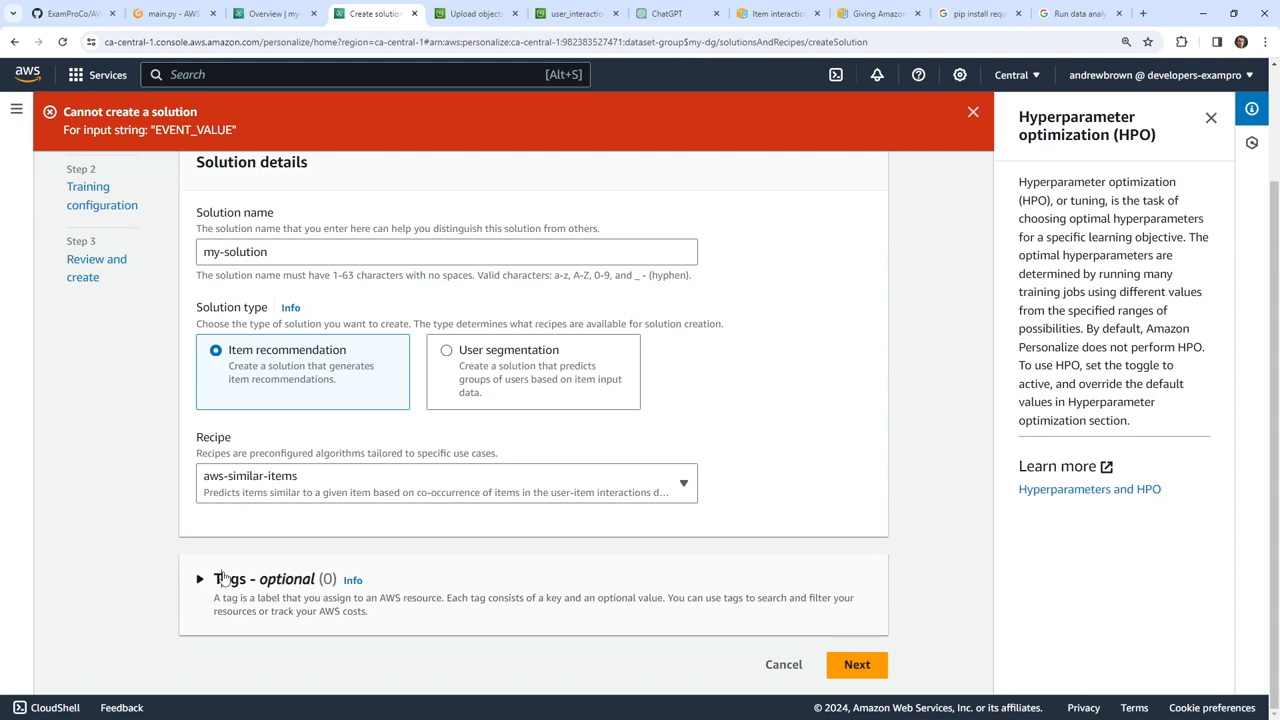 ExamProCo/AW
main.py - AWS
Overview | my-
Create solution
Upload object
user_interactio
ChatGPT
Item interactio
Giving Amazon
pip install requ
Run data analy
ca-central-1.console.aws.amazon.com/personalize/home?region=ca-central-1#arn:aws:personalize:ca-central-1:982383527471:dataset-group$my-dg/solutionsAndRecipes/createSolution
aws
Services
Search
[Alt+S]
Central
andrewbrown @ developers-exampro
Cannot create a solution
For input string: "EVENT_VALUE"
Step 2
Training
configuration
Step 3
Review and
create
Solution details
Solution name
The solution name that you enter here can help you distinguish this solution from others.
my-solution
The solution name must have 1-63 characters with no spaces. Valid characters: a-z, A-Z, 0-9, and _ - (hyphen).
Solution type
Info
Choose the type of solution you want to create. The type determines what recipes are available for solution creation.
Item recommendation
Create a solution that generates
item recommendations.
User segmentation
Create a solution that predicts
groups of users based on item input
data.
Recipe
Recipes are preconfigured algorithms tailored to specific use cases.
aws-similar-items
Predicts items similar to a given item based on co-occurrence of items in the user-item interactions d...
Tags - optional (0) Info
A tag is a label that you assign to an AWS resource. Each tag consists of a key and an optional value. You can use tags to search and filter your
resources or track your AWS costs.
Cancel
Next
Hyperparameter
optimization (HPO)
Hyperparameter optimization
(HPO), or tuning, is the task of
choosing optimal hyperparameters
for a specific learning objective. The
optimal hyperparameters are
determined by running many
training jobs using different values
from the specified ranges of
possibilities. By default, Amazon
Personalize does not perform HPO.
To use HPO, set the toggle to
active, and override the default
values in Hyperparameter
optimization section.
Learn more
Hyperparameters and HPO
CloudShell
Feedback
© 2024, Amazon Web Services, Inc. or its affiliates.
Privacy
Terms
Cookie preferences